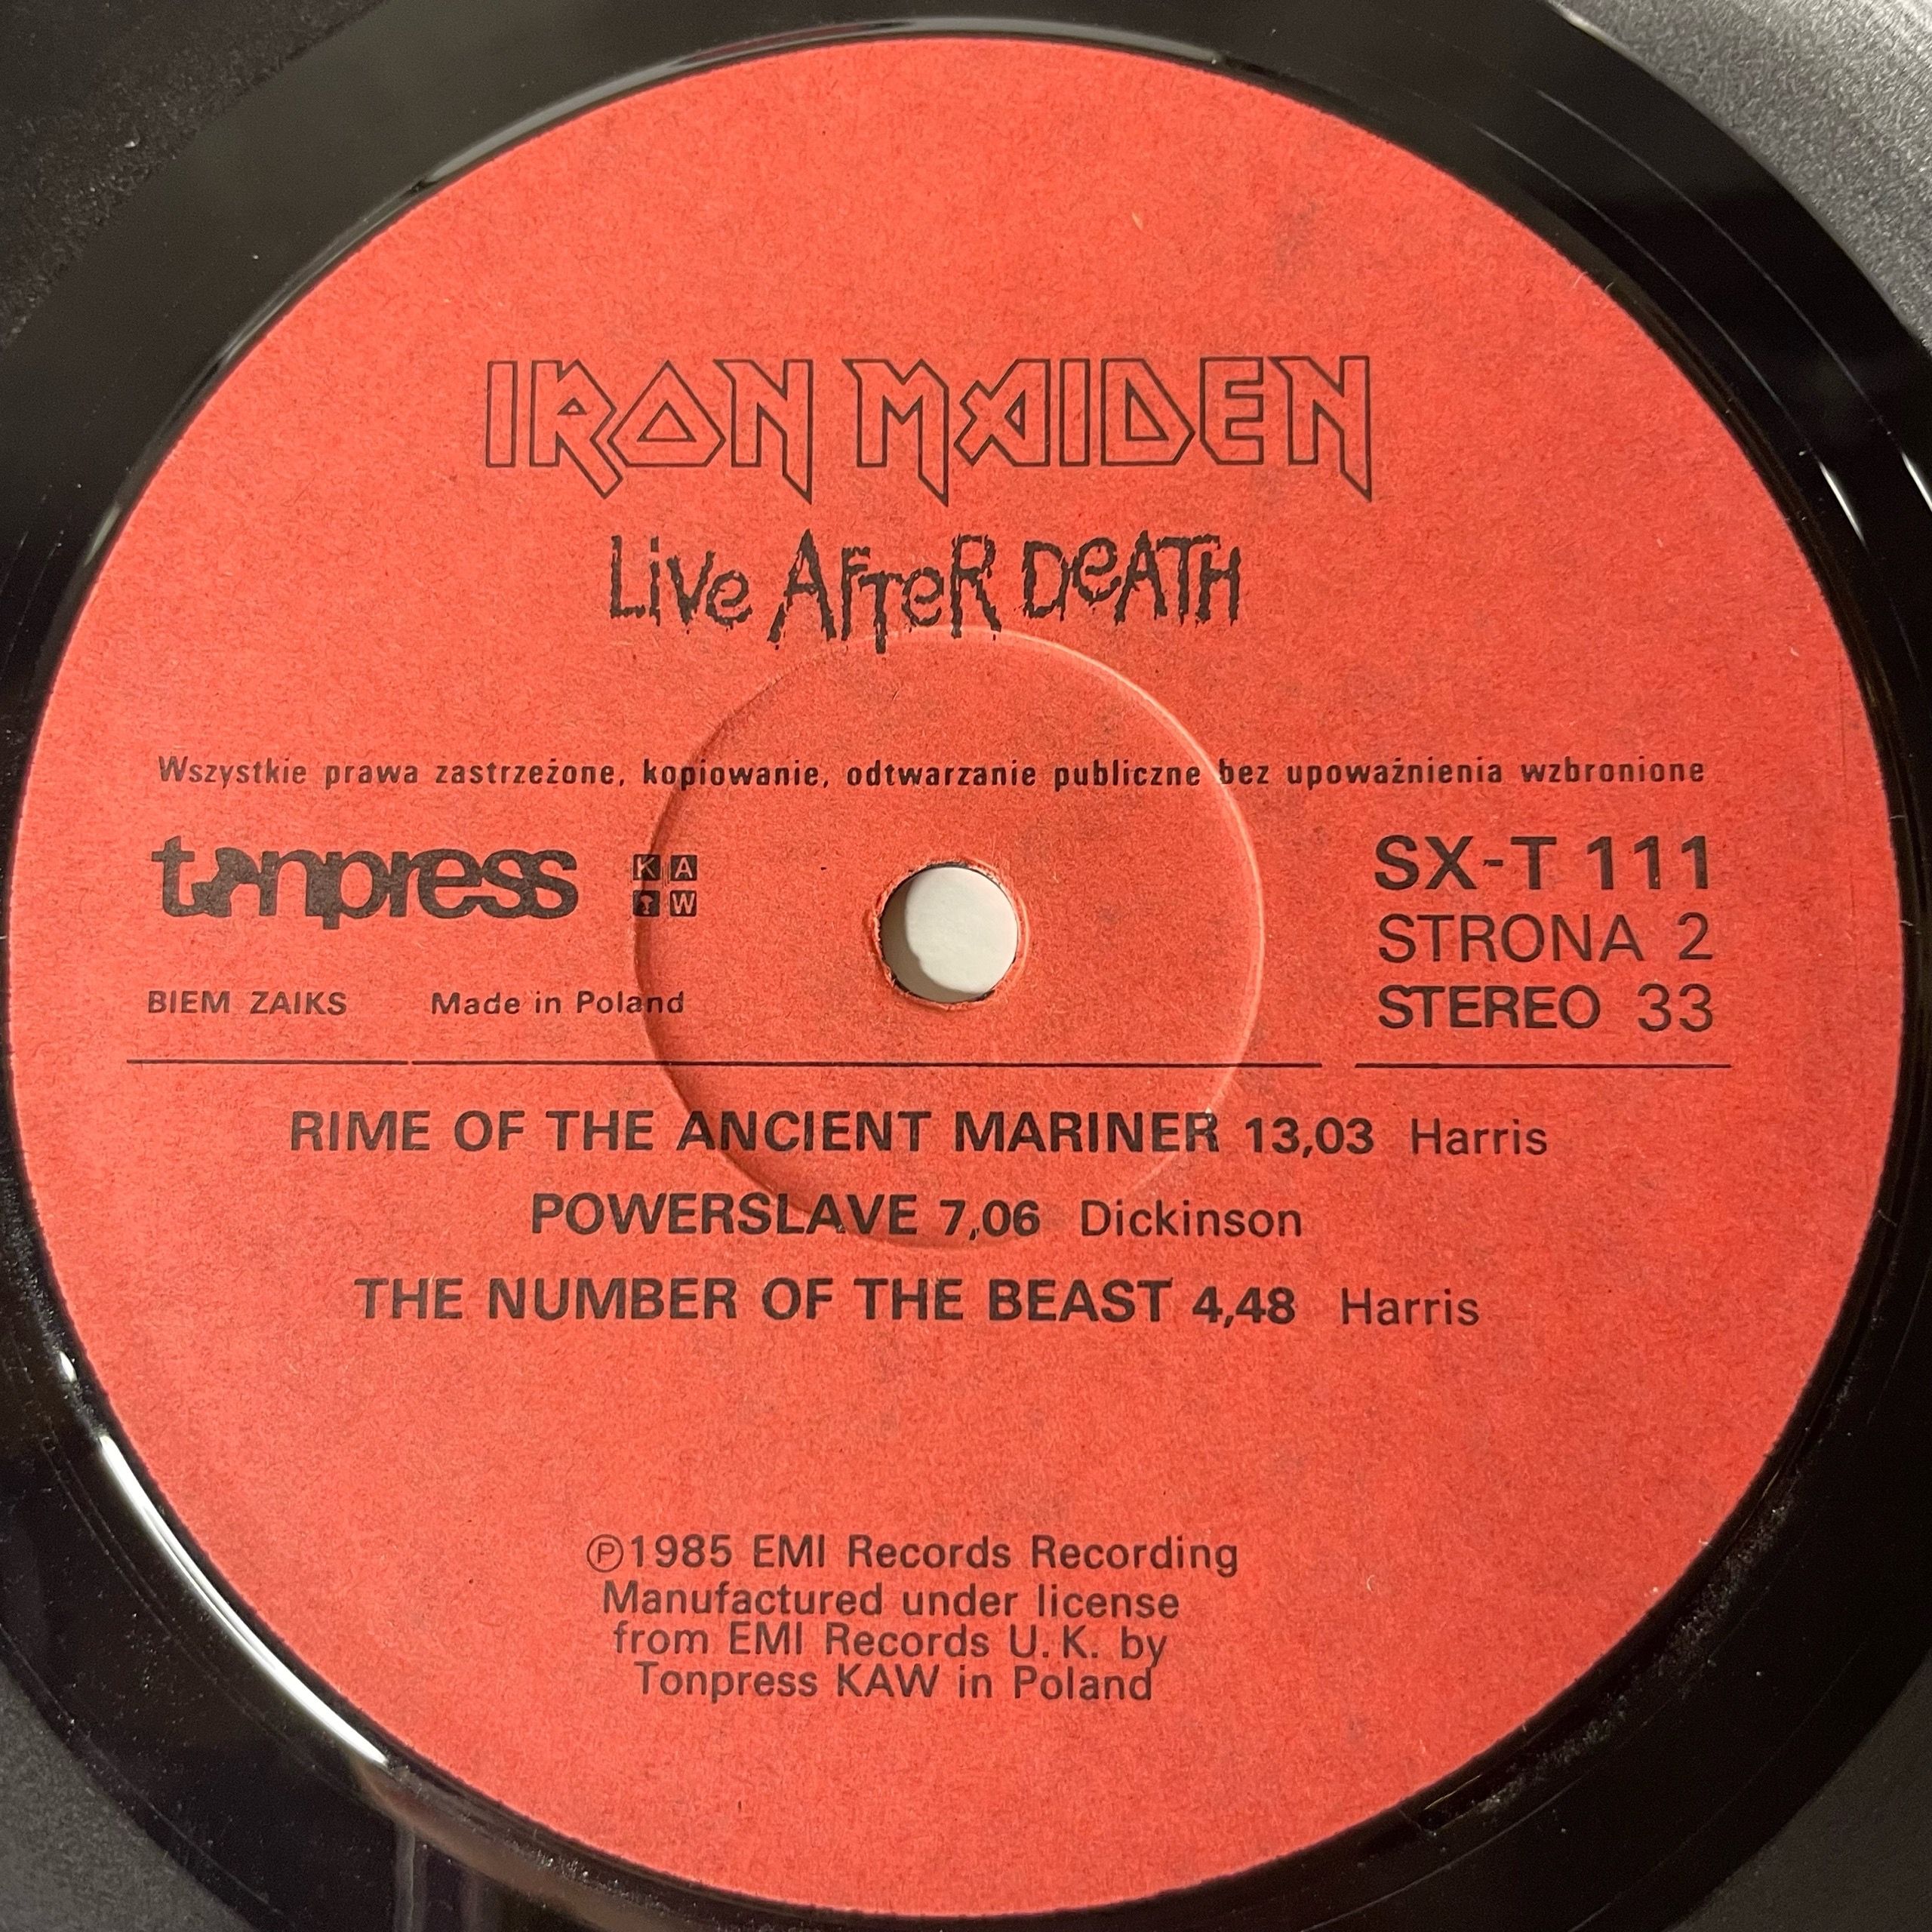 IRON MAIDEN
Live AFTeR DeATH
Wszystkie prawa zastrzeżone, kopiowanie, odtwarzanie publiczne bez upoważnienia wzbronione
tonpress KA
W
SX-T 111
STRONA 2
STEREO 33
BIEM ZAIKS Made in Poland
RIME OF THE ANCIENT MARINER 13,03 Harris
POWERSLAVE 7,06 Dickinson
THE NUMBER OF THE BEAST 4,48 Harris
℗1985 EMI Records Recording
Manufactured under license
from EMI Records U.K. by
Tonpress KAW in Poland